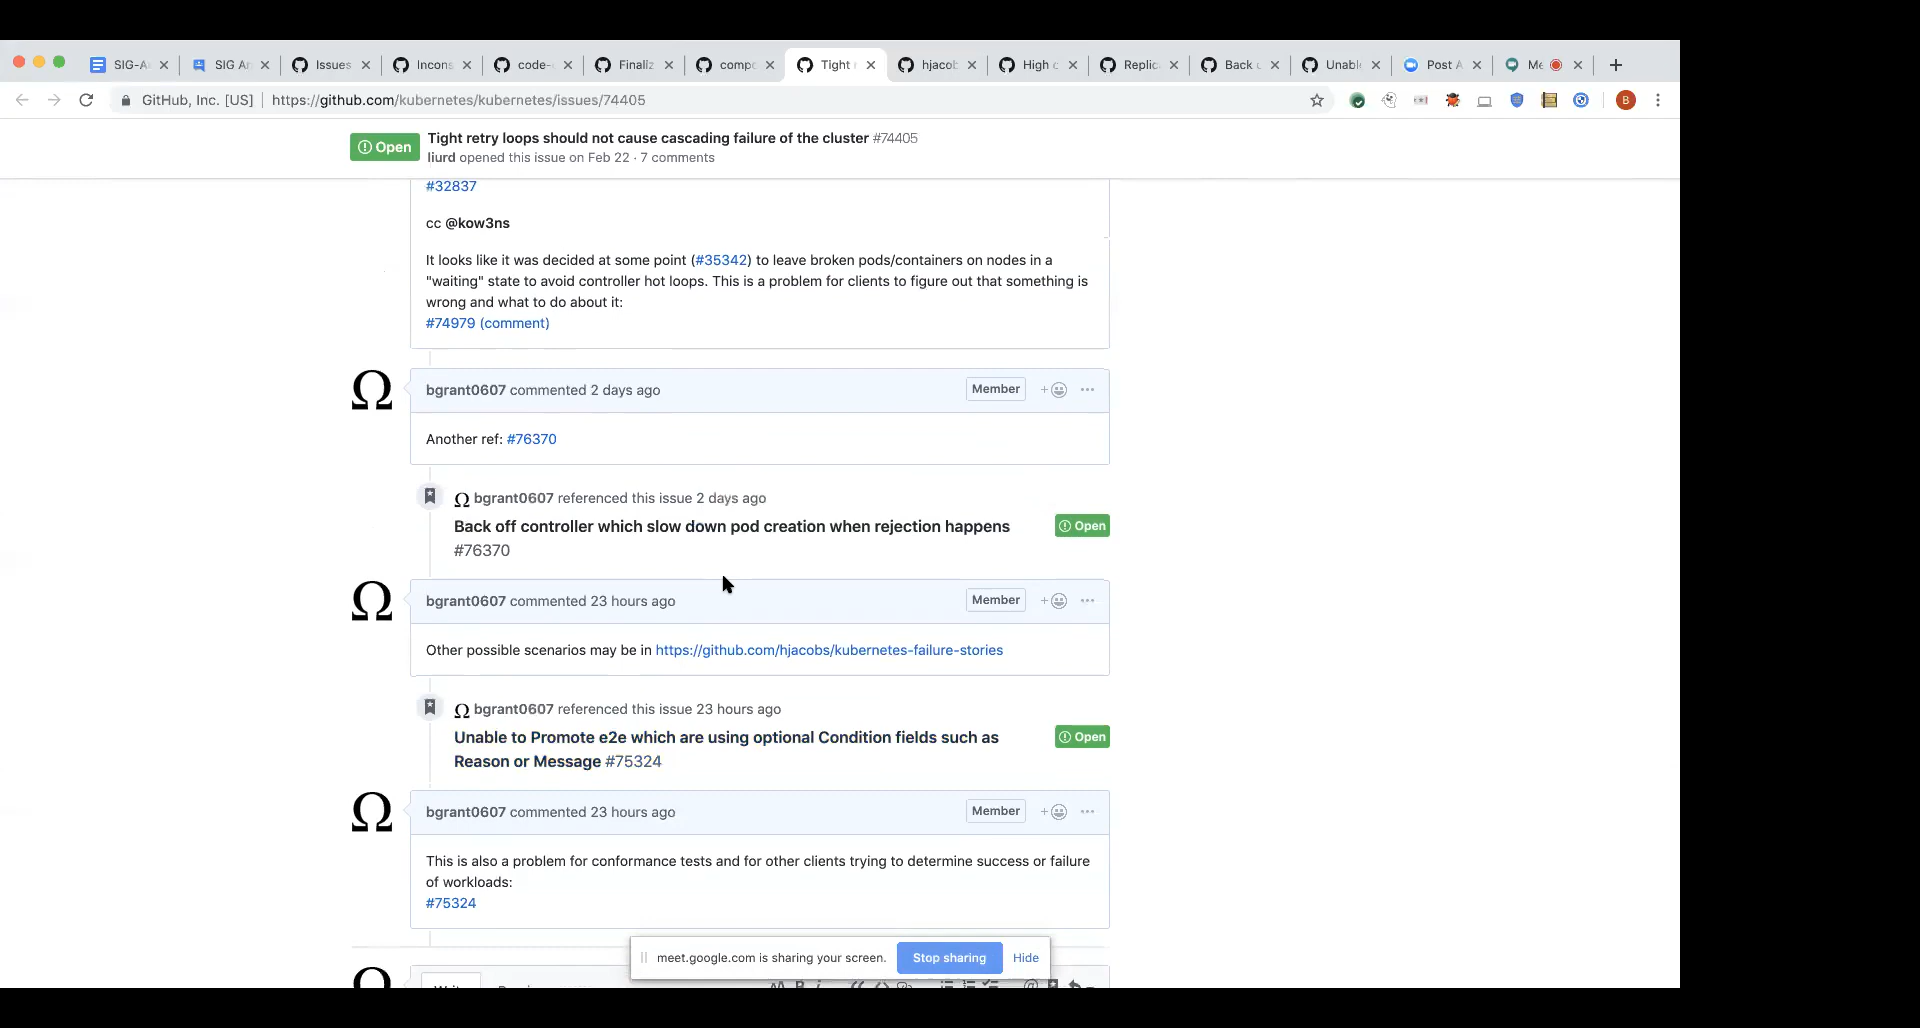 SIG-A
SIG Ar
Issues
Incons
code-
Finaliz
compo
Tight
hjacob
High c
Replic
Back
Unable
Post A
Me
GitHub, Inc. [US]
https://github.com/kubernetes/kubernetes/issues/74405
B
Open
Tight retry loops should not cause cascading failure of the cluster #74405
liurd opened this issue on Feb 22 · 7 comments
#32837
cc @kow3ns
It looks like it was decided at some point (#35342) to leave broken pods/containers on nodes in a
"waiting" state to avoid controller hot loops. This is a problem for clients to figure out that something is
wrong and what to do about it:
#74979 (comment)
bgrant0607 commented 2 days ago
Member
Another ref: #76370
bgrant0607 referenced this issue 2 days ago
Back off controller which slow down pod creation when rejection happens
#76370
Open
bgrant0607 commented 23 hours ago
Member
Other possible scenarios may be in https://github.com/hjacobs/kubernetes-failure-stories
bgrant0607 referenced this issue 23 hours ago
Unable to Promote e2e which are using optional Condition fields such as
Reason or Message #75324
Open
bgrant0607 commented 23 hours ago
Member
This is also a problem for conformance tests and for other clients trying to determine success or failure
of workloads:
#75324
meet.google.com is sharing your screen.
Stop sharing
Hide